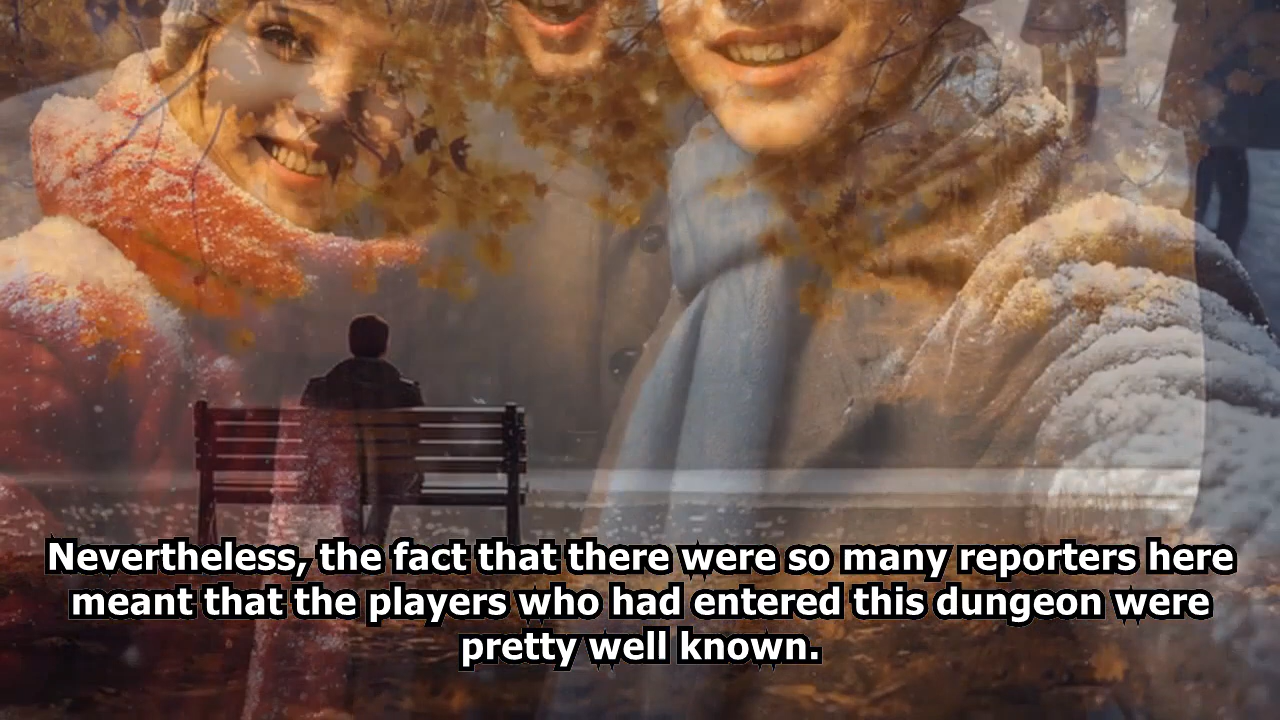 Nevertheless, the fact that there were so many reporters here
meant that the players who had entered this dungeon were
pretty well known.